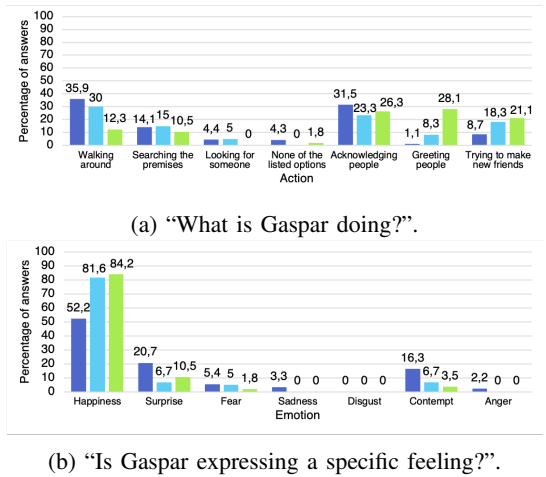 100
90
80
70
60
50
40
30
20
10
0
Percentage of answers
35,9 30 12,3
14,1 15 10,5
4,4 5 0
4,3 0 1,8
31,5 23,3 26,3
1,1 8,3 28,1
8,7 18,3 21,1
Walking around
Searching the premises
Looking for someone
None of the listed options
Acknowledging people
Greeting people
Trying to make new friends
Action
(a) “What is Gaspar doing?”.
100
90
80
70
60
50
40
30
20
10
0
Percentage of answers
52,2 81,6 84,2
20,7 6,7 10,5
5,4 5 1,8
3,3 0 0
0 0 0
16,3 6,7 3,5
2,2 0 0
Happiness Surprise Fear Sadness Disgust Contempt Anger
Emotion
(b) “Is Gaspar expressing a specific feeling?”.